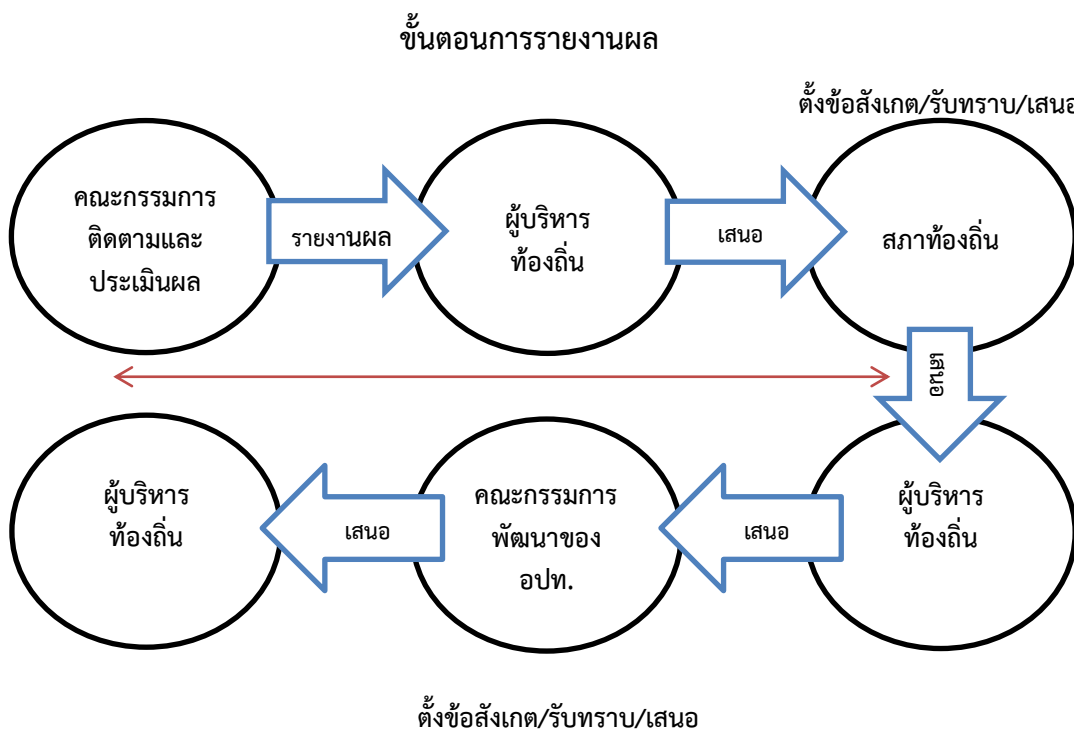 ขั้นตอนการรายงานผล
ตั้งข้อสังเกต/รับทราบ/เสนอ
คณะกรรมการ
ติดตามและ
ประเมินผล
รายงานผล
ผู้บริหาร
ท้องถิ่น
เสนอ
สภาท้องถิ่น
เสนอ
ผู้บริหาร
ท้องถิ่น
เสนอ
คณะกรรมการ
พัฒนาของ
อปท.
เสนอ
ผู้บริหาร
ท้องถิ่น
ตั้งข้อสังเกต/รับทราบ/เสนอ